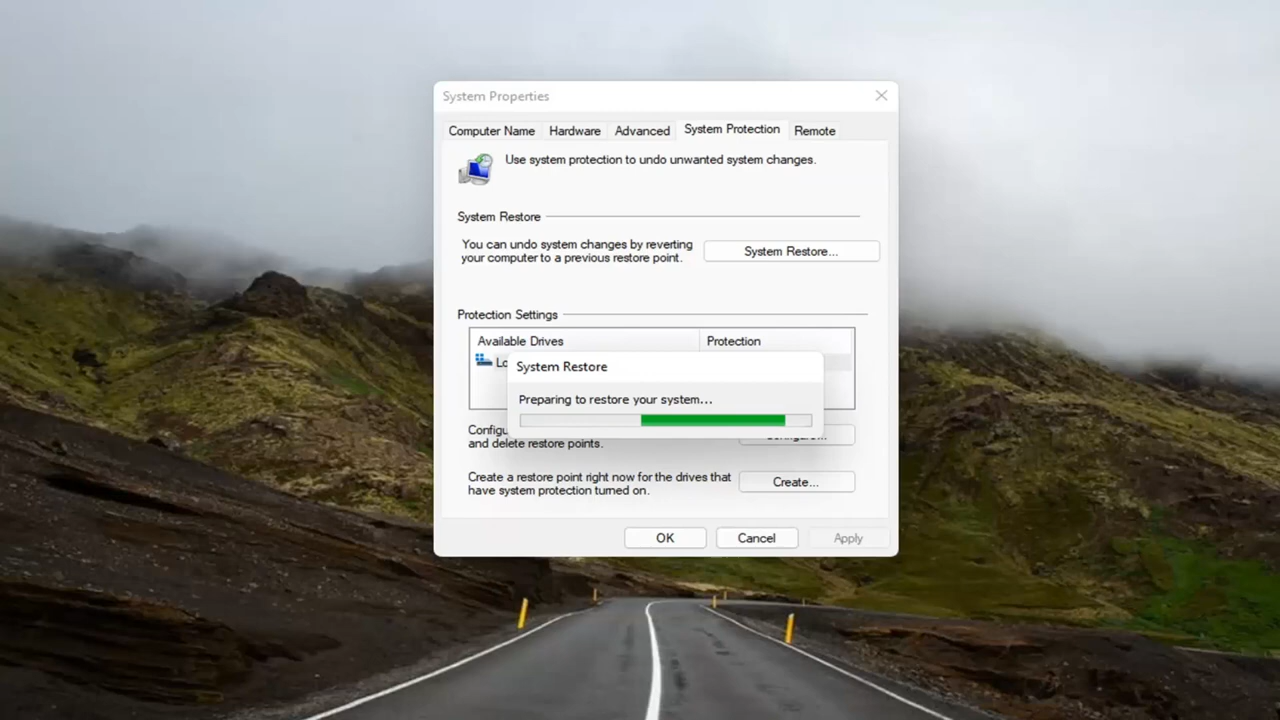 System Properties
Computer Name Hardware Advanced System Protection Remote
Use system protection to undo unwanted system changes.
System Restore
You can undo system changes by reverting
your computer to a previous restore point.
System Restore...
Protection Settings
Available Drives Protection
Lo
System Restore
Preparing to restore your system...
Configu
and delete restore points.
Configure...
Create a restore point right now for the drives that
have system protection turned on.
Create...
OK Cancel Apply